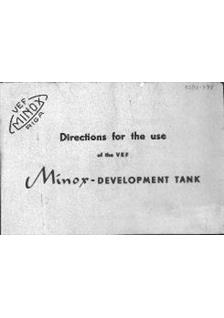 VEF
MINOX
RIGA
Directions for the use
of the VEF
Minox-DEVELOPMENT TANK